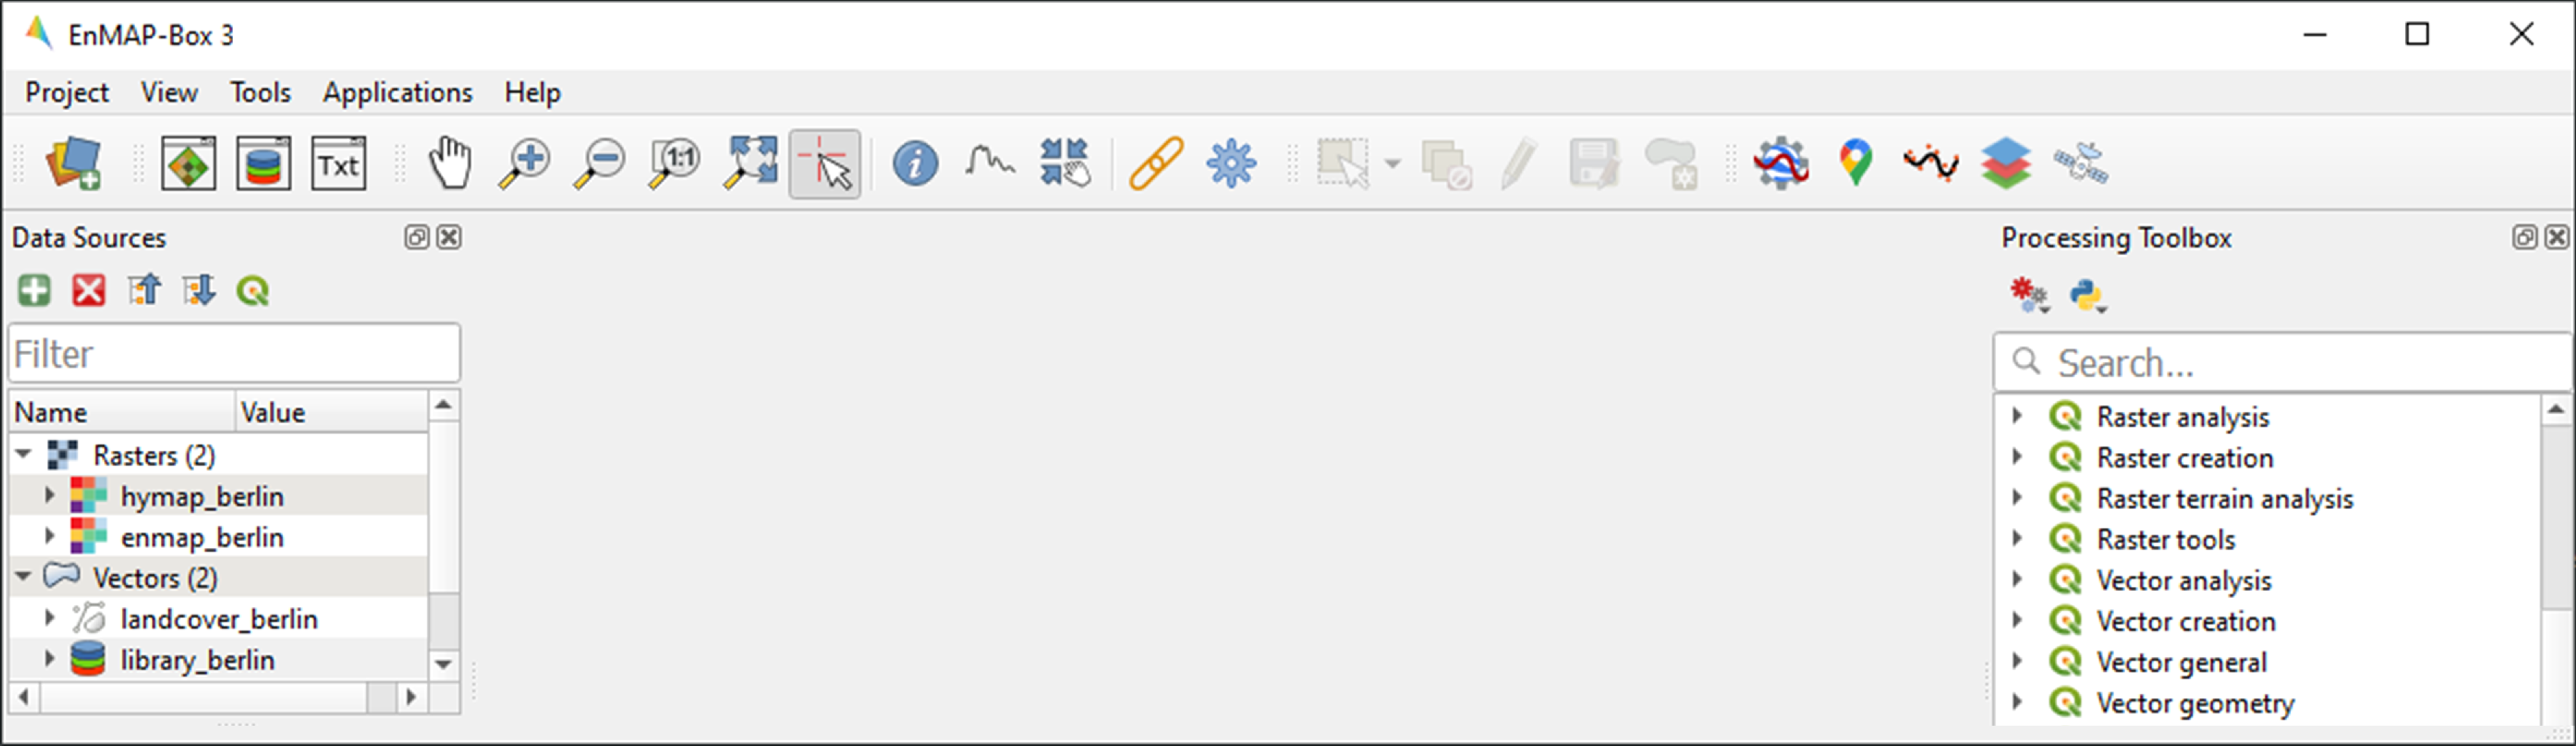 EnMAP-Box 3
Project View Tools Applications Help
Txt 1:1
Data Sources
Filter
Name Value
Rasters (2)
hymap_berlin
enmap_berlin
Vectors (2)
landcover_berlin
library_berlin
Processing Toolbox
Search...
Raster analysis
Raster creation
Raster terrain analysis
Raster tools
Vector analysis
Vector creation
Vector general
Vector geometry